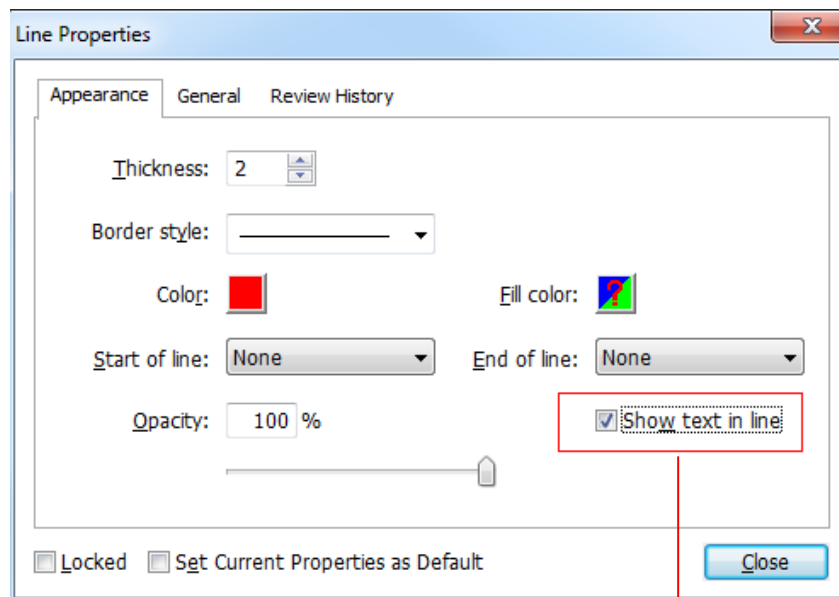 Line Properties
Appearance General Review History
Thickness: 2
Border style:
Color: Fill color: ?
Start of line: None End of line: None
Opacity: 100 % Show text in line
Locked Set Current Properties as Default Close